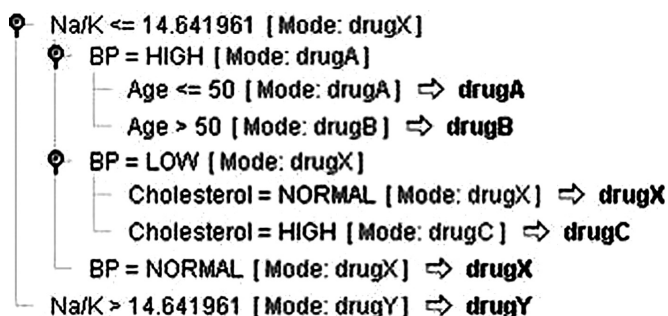 Na/K <= 14.641961 [Mode: drugX]
BP = HIGH [Mode: drugA]
Age <= 50 [Mode: drugA] ⇨ drugA
Age > 50 [Mode: drugB] ⇨ drugB
BP = LOW [Mode: drugX]
Cholesterol = NORMAL [Mode: drugX] ⇨ drugX
Cholesterol = HIGH [Mode: drugC] ⇨ drugC
BP = NORMAL [Mode: drugX] ⇨ drugX
Na/K > 14.641961 [Mode: drugY] ⇨ drugY